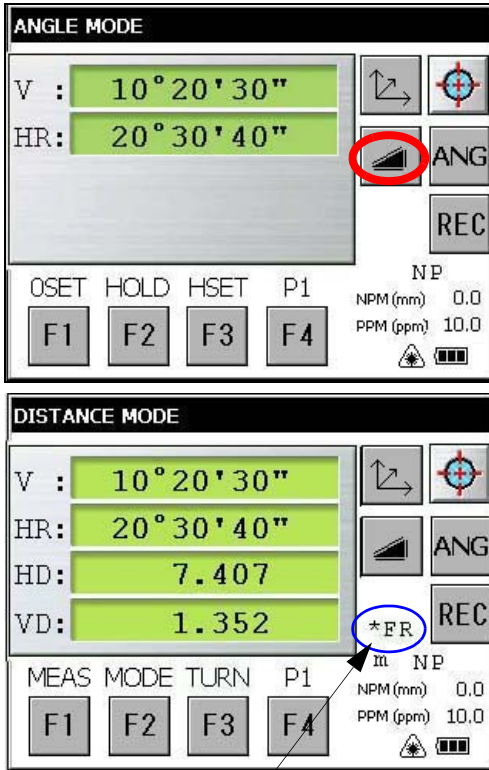 ANGLE MODE
V : 10°20'30"
HR: 20°30'40"
ANG
REC
0SET HOLD HSET P1
F1 F2 F3 F4
NP
NPM (mm) 0.0
PPM (ppm) 10.0
DISTANCE MODE
V : 10°20'30"
HR: 20°30'40"
HD: 7.407
VD: 1.352
ANG
REC
*FR
m NP
MEAS MODE TURN P1
F1 F2 F3 F4
NPM (mm) 0.0
PPM (ppm) 10.0